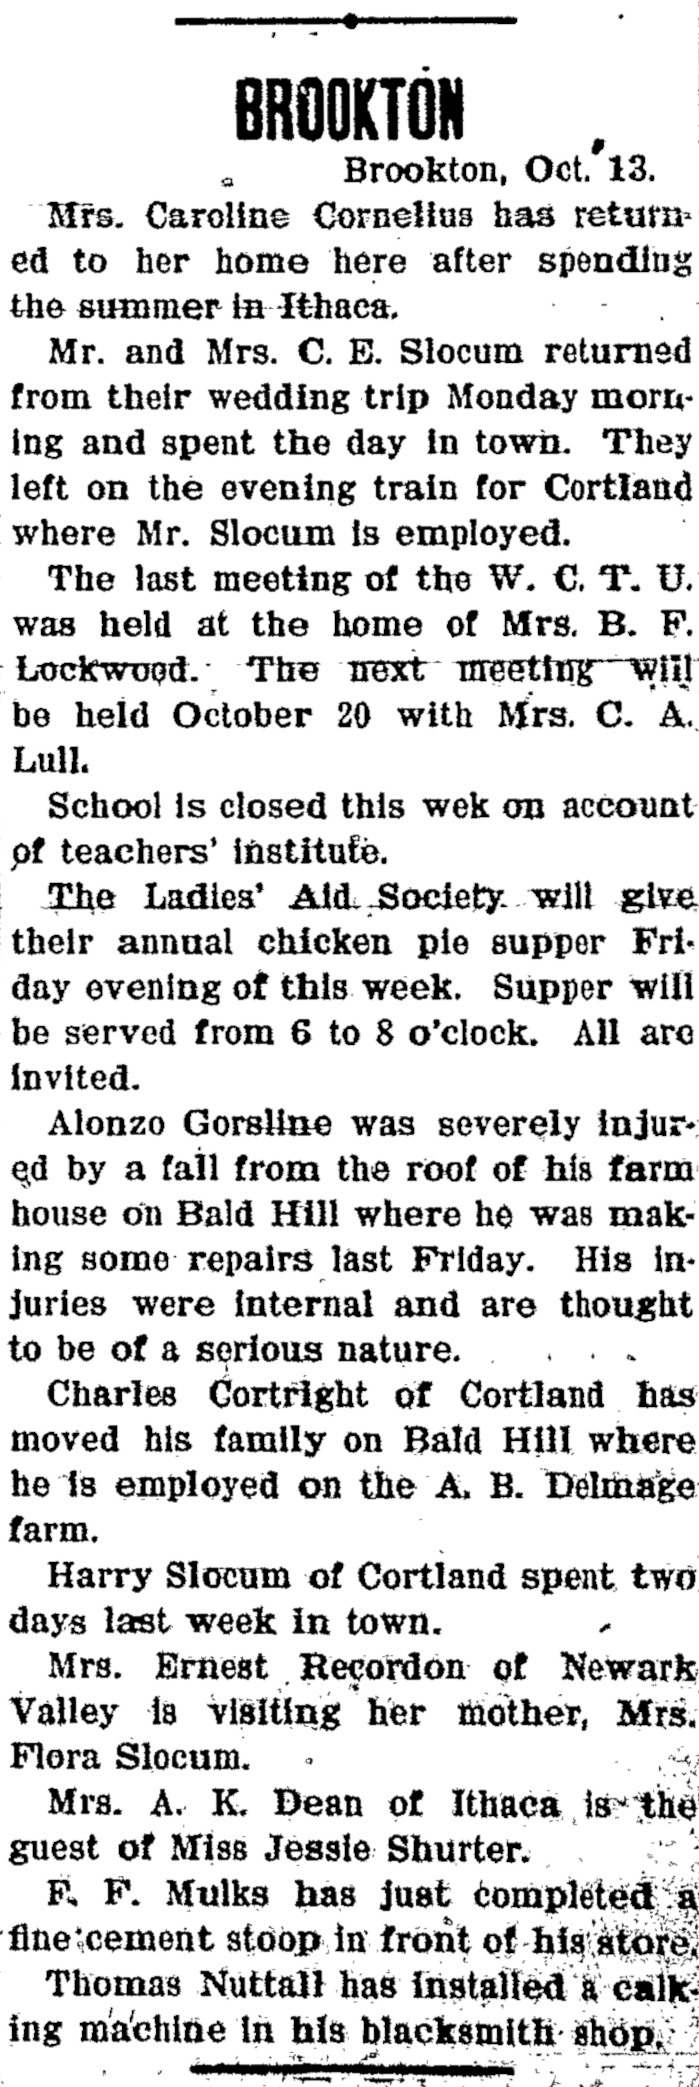 BROOKTON
Brookton, Oct. 13.
Mrs. Caroline Cornelius has return-
ed to her home here after spending
the summer in Ithaca.
Mr. and Mrs. C. E. Slocum returned
from their wedding trip Monday morn-
ing and spent the day in town. They
left on the evening train for Cortland
where Mr. Slocum is employed.
The last meeting of the W. C. T. U.
was held at the home of Mrs. B. F.
Lockwood. The next meeting will
be held October 20 with Mrs. C. A.
Lull.
School is closed this wek on account
of teachers' institute.
The Ladies' Aid Society will give
their annual chicken pie supper Fri-
day evening of this week. Supper will
be served from 6 to 8 o'clock. All are
invited.
Alonzo Gorsline was severely injur-
ed by a fall from the roof of his farm
house on Bald Hill where he was mak-
ing some repairs last Friday. His in-
juries were internal and are thought
to be of a serious nature.
Charles Cortright of Cortland has
moved his family on Bald Hill where
he is employed on the A. B. Delmage
farm.
Harry Slocum of Cortland spent two
days last week in town.
Mrs. Ernest Recordon of Newark
Valley is visiting her mother, Mrs.
Flora Slocum.
Mrs. A. K. Dean of Ithaca is the
guest of Miss Jessie Shurter.
F. F. Mulks has just completed a
fine cement stoop in front of his store.
Thomas Nuttall has installed a calk-
ing machine in his blacksmith shop.